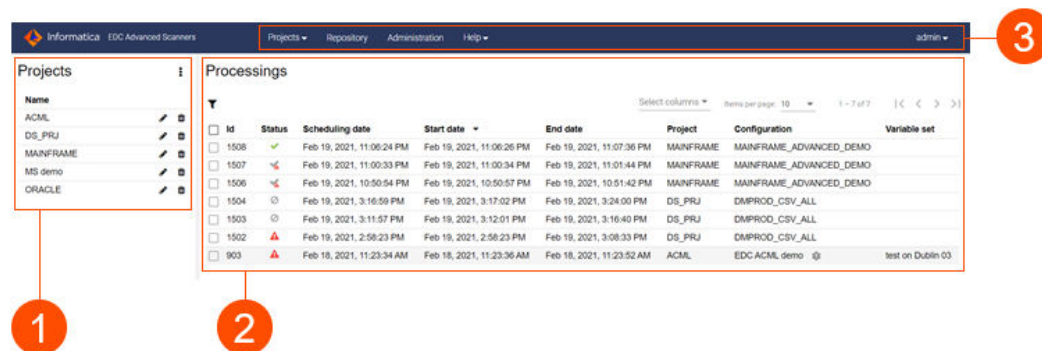 Informatica EDC Advanced Scanners Projects Repository Administration Help admin
3
Projects
Name
ACML
DS_PRJ
MAINFRAME
MS demo
ORACLE
1
Processings
Select columns Items per page: 10 1 – 7 of 7
Id Status Scheduling date Start date End date Project Configuration Variable set
1508 Feb 19, 2021, 11:06:24 PM Feb 19, 2021, 11:06:26 PM Feb 19, 2021, 11:07:36 PM MAINFRAME MAINFRAME_ADVANCED_DEMO
1507 Feb 19, 2021, 11:00:33 PM Feb 19, 2021, 11:00:34 PM Feb 19, 2021, 11:01:44 PM MAINFRAME MAINFRAME_ADVANCED_DEMO
1506 Feb 19, 2021, 10:50:54 PM Feb 19, 2021, 10:50:57 PM Feb 19, 2021, 10:51:42 PM MAINFRAME MAINFRAME_ADVANCED_DEMO
1504 Feb 19, 2021, 3:16:59 PM Feb 19, 2021, 3:17:02 PM Feb 19, 2021, 3:24:00 PM DS_PRJ DMPROD_CSV_ALL
1503 Feb 19, 2021, 3:11:57 PM Feb 19, 2021, 3:12:01 PM Feb 19, 2021, 3:16:40 PM DS_PRJ DMPROD_CSV_ALL
1502 Feb 19, 2021, 2:58:23 PM Feb 19, 2021, 2:58:23 PM Feb 19, 2021, 3:08:33 PM DS_PRJ DMPROD_CSV_ALL
903 Feb 18, 2021, 11:23:34 AM Feb 18, 2021, 11:23:36 AM Feb 18, 2021, 11:23:52 AM ACML EDC ACML demo test on Dublin 03
2